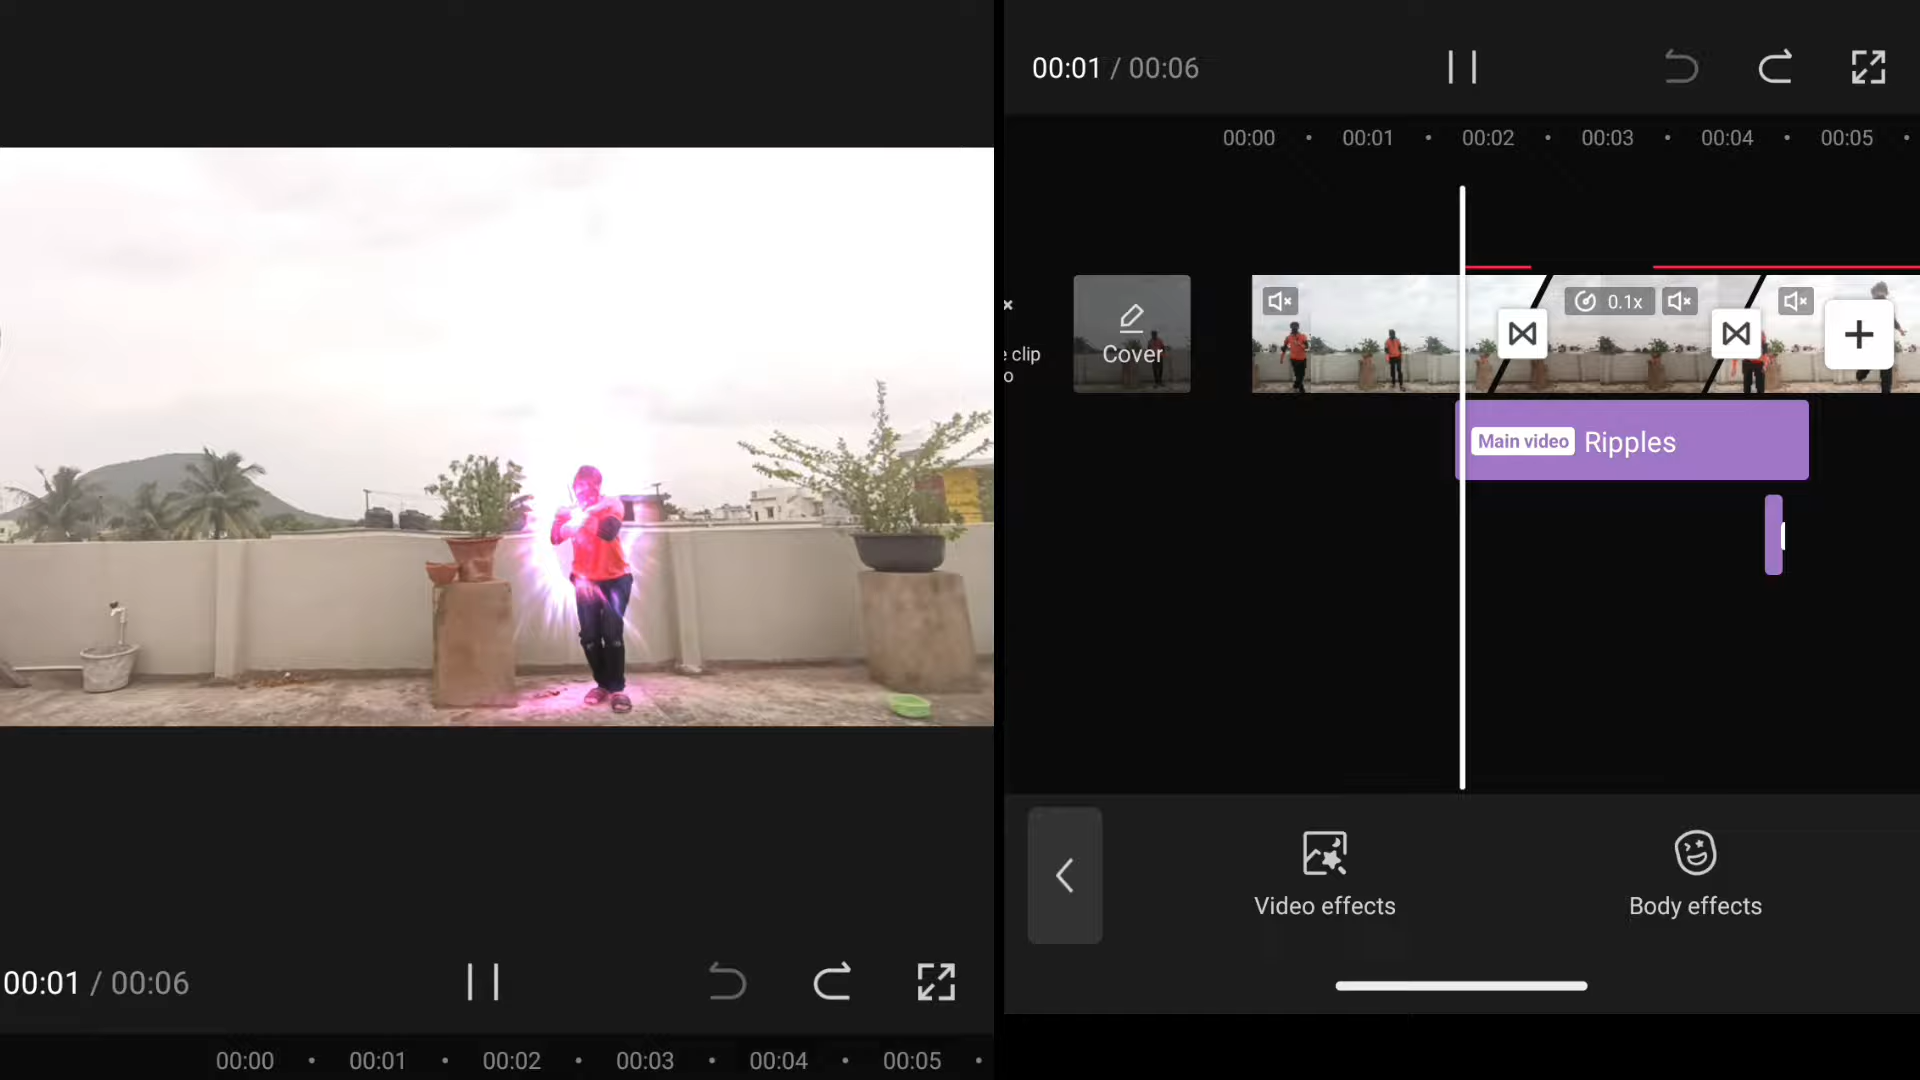 00:01 / 00:06
00:00 • 00:01 • 00:02 • 00:03 • 00:04 • 00:05 •
00:01 / 00:06
00:00 • 00:01 • 00:02 • 00:03 • 00:04 • 00:05 •
clip
Cover
0.1x
Main video Ripples
Video effects
Body effects